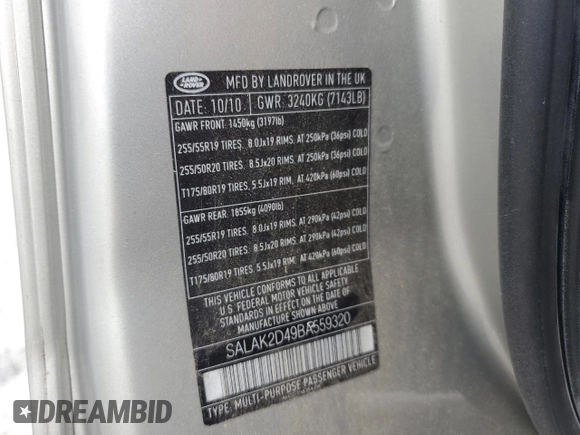 LAND ROVER
MFD BY LANDROVER IN THE UK
DATE: 10/10 GWR: 3240KG (7143LB)
GAWR FRONT: 1450kg (3197lb)
255/55R19 TIRES, 8.0Jx19 RIMS, AT 250kPa (36psi) COLD
255/50R20 TIRES, 8.5Jx20 RIMS, AT 250kPa (36psi) COLD
T175/80R19 TIRES, 5.5Jx19 RIM, AT 420kPa (60psi) COLD
GAWR REAR: 1855kg (4090lb)
255/55R19 TIRES, 8.0Jx19 RIMS, AT 290kPa (42psi) COLD
255/50R20 TIRES, 8.5Jx20 RIMS, AT 290kPa (42psi) COLD
T175/80R19 TIRES, 5.5Jx19 RIM, AT 420kPa (60psi) COLD
THIS VEHICLE CONFORMS TO ALL APPLICABLE
U.S. FEDERAL MOTOR VEHICLE SAFETY
STANDARDS IN EFFECT ON THE DATE OF
MANUFACTURE SHOWN ABOVE
TYPE: MULTI-PURPOSE PASSENGER VEHICLE
DREAMBID